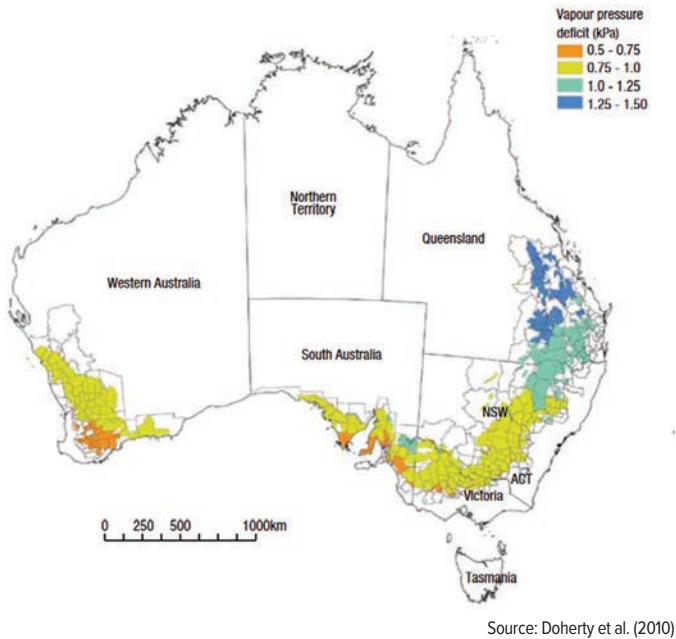 Vapour pressure
deficit (kPa)
0.5 - 0.75
0.75 - 1.0
1.0 - 1.25
1.25 - 1.50
Northern
Territory
Queensland
Western Australia
South Australia
NSW
ACT
Victoria
0 250 500 1000km
Tasmania
Source: Doherty et al. (2010)